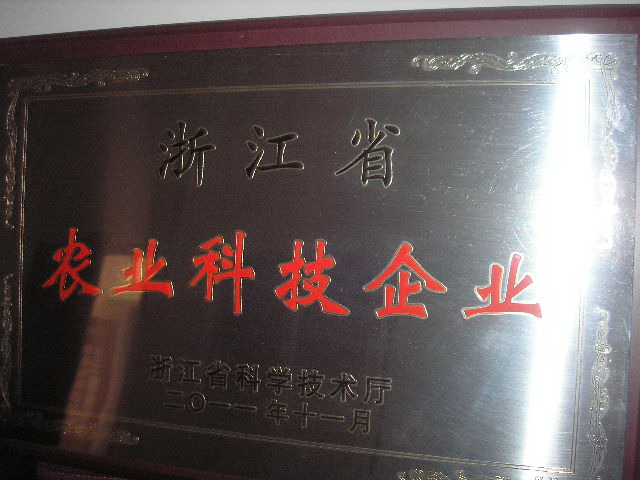 浙江省
农业科技企业
浙江省科学技术厅
二〇一一年十一月